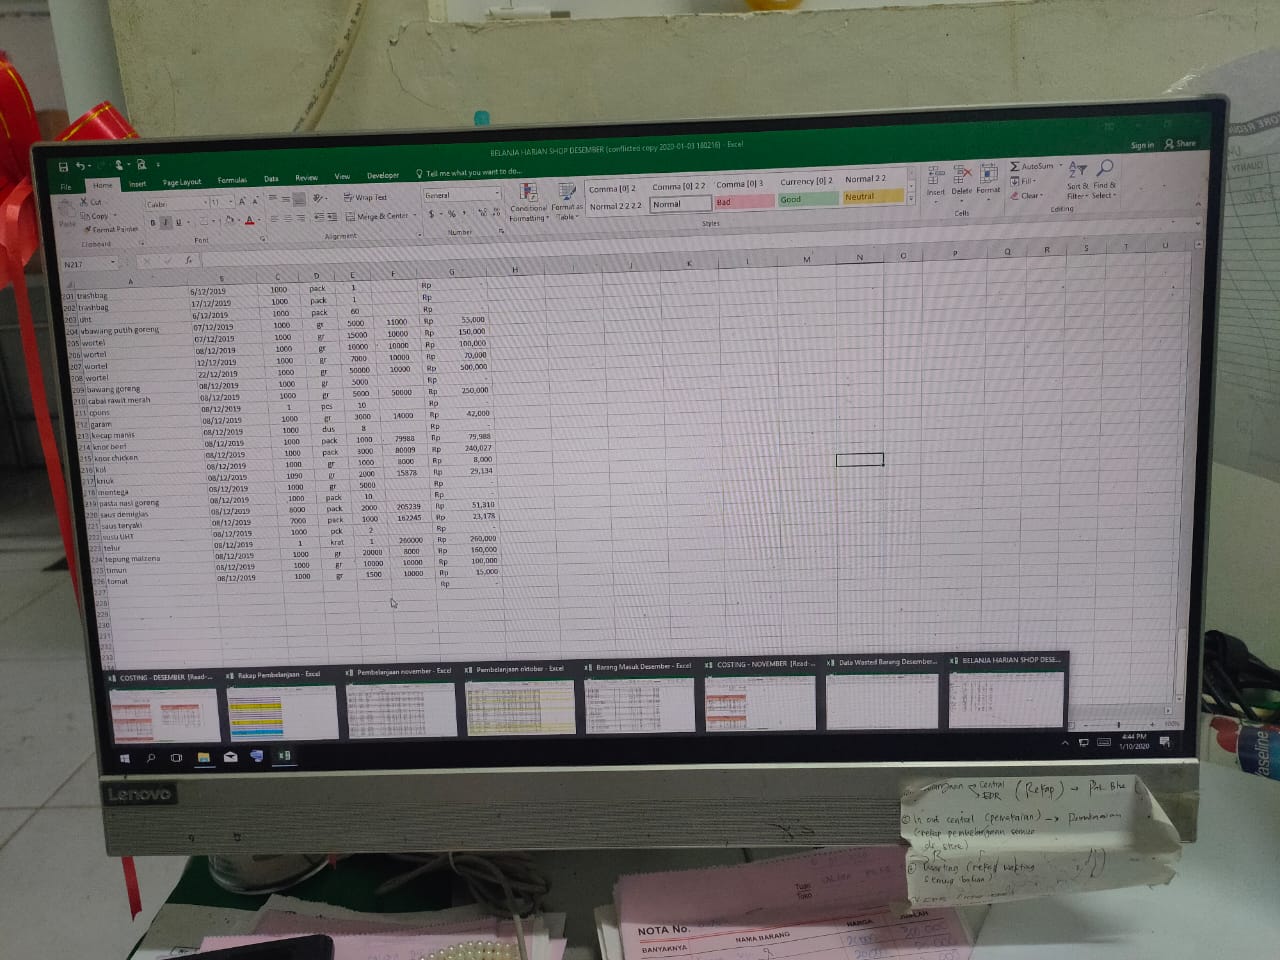 BELANJA HARIAN SHOP DESEMBER (conflicted copy 2020-01-03 180216) - Excel
Sign in Share
File Home Insert Page Layout Formulas Data Review View Developer Tell me what you want to do...
Cut
Copy
Format Painter
Paste
Clipboard
Calibri 11
B I U
Font
Wrap Text
Merge & Center
Alignment
General
$ % ,
Number
Conditional Formatting
Format as Table
Comma [0] 2 Comma [0] 2 2 Comma [0] 3 Currency [0] 2 Normal 2 2
Normal 2 2 2 2 Normal Bad Good Neutral
Styles
Insert Delete Format
Cells
AutoSum
Fill
Clear
Sort & Filter
Find & Select
Editing
N217 fx
A B C D E F G H I J K L M N O P Q R S T U
201 trashbag 6/12/2019 1000 pack 1 Rp -
202 trashbag 17/12/2019 1000 pack 1 Rp -
203 uht 6/12/2019 1000 pack 60 Rp -
204 vbawang putih goreng 07/12/2019 1000 gr 5000 11000 Rp 55,000
205 wortel 07/12/2019 1000 gr 15000 10000 Rp 150,000
206 wortel 08/12/2019 1000 gr 10000 10000 Rp 100,000
207 wortel 12/12/2019 1000 gr 7000 10000 Rp 70,000
208 wortel 22/12/2019 1000 gr 50000 10000 Rp 500,000
209 bawang goreng 08/12/2019 1000 gr 5000 Rp -
210 cabai rawit merah 08/12/2019 1000 gr 5000 50000 Rp 250,000
211 cpons 08/12/2019 1 pcs 10 Rp -
212 garam 08/12/2019 1000 gr 3000 14000 Rp 42,000
213 kecap manis 08/12/2019 1000 dus 8 Rp -
214 knor beef 08/12/2019 1000 pack 1000 79988 Rp 79,988
215 knor chicken 08/12/2019 1000 pack 3000 80009 Rp 240,027
216 kol 08/12/2019 1000 gr 1000 8000 Rp 8,000
217 kriuk 08/12/2019 1090 gr 2000 15878 Rp 29,134
218 mentega 08/12/2019 1000 gr 5000 Rp -
219 pasta nasi goreng 08/12/2019 1000 pack 10 Rp -
220 saus demiglas 08/12/2019 8000 pack 2000 205239 Rp 51,310
221 saus teryaki 08/12/2019 7000 pack 1000 162245 Rp 23,178
222 susu UHT 08/12/2019 1000 pck 2 Rp -
223 telur 08/12/2019 1 krat 1 260000 Rp 260,000
224 tepung maizena 08/12/2019 1000 gr 20000 8000 Rp 160,000
225 timun 08/12/2019 1000 gr 10000 10000 Rp 100,000
226 tomat 08/12/2019 1000 gr 1500 10000 Rp 15,000
227 Rp -
228
229
230
231
232
233
COSTING - DESEMBER [Read-...
Rekap Pembelanjaan - Excel
Pembelanjaan november - Excel
Pembelanjaan oktober - Excel
Barang Masuk Desember - Excel
COSTING - NOVEMBER [Read-...
Data Wasted Barang Desember...
BELANJA HARIAN SHOP DESE...
100%
4:44 PM
1/10/2020
Lenovo
Central
EDR (Rekap) → Pak
In out central (pemakaian) →
(rekap pembelanjaan semua
di store)
Tuan
Toko
NOTA No.
BANYAKNYA NAMA BARANG HARGA JUMLAH
Vaseline